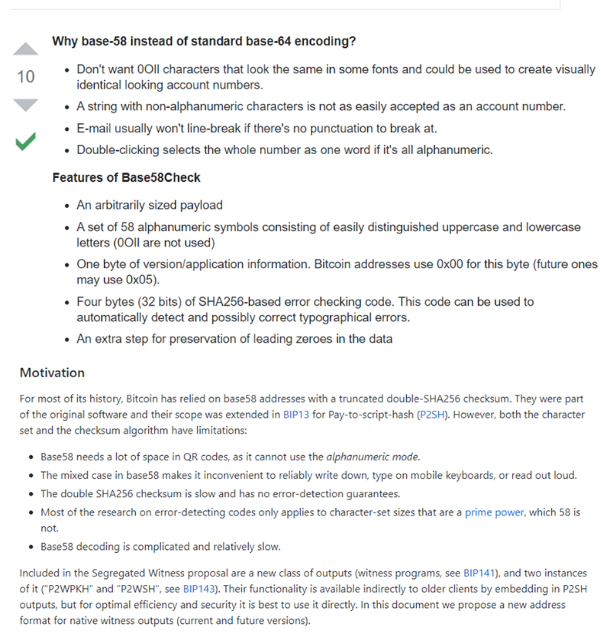 Why base-58 instead of standard base-64 encoding?
10
• Don't want 0OIl characters that look the same in some fonts and could be used to create visually
identical looking account numbers.
• A string with non-alphanumeric characters is not as easily accepted as an account number.
• E-mail usually won't line-break if there's no punctuation to break at.
• Double-clicking selects the whole number as one word if it's all alphanumeric.
Features of Base58Check
• An arbitrarily sized payload
• A set of 58 alphanumeric symbols consisting of easily distinguished uppercase and lowercase
letters (0OIl are not used)
• One byte of version/application information. Bitcoin addresses use 0x00 for this byte (future ones
may use 0x05).
• Four bytes (32 bits) of SHA256-based error checking code. This code can be used to
automatically detect and possibly correct typographical errors.
• An extra step for preservation of leading zeroes in the data
Motivation
For most of its history, Bitcoin has relied on base58 addresses with a truncated double-SHA256 checksum. They were part
of the original software and their scope was extended in BIP13 for Pay-to-script-hash (P2SH). However, both the character
set and the checksum algorithm have limitations:
• Base58 needs a lot of space in QR codes, as it cannot use the alphanumeric mode.
• The mixed case in base58 makes it inconvenient to reliably write down, type on mobile keyboards, or read out loud.
• The double SHA256 checksum is slow and has no error-detection guarantees.
• Most of the research on error-detecting codes only applies to character-set sizes that are a prime power, which 58 is
not.
• Base58 decoding is complicated and relatively slow.
Included in the Segregated Witness proposal are a new class of outputs (witness programs, see BIP141), and two instances
of it ("P2WPKH" and "P2WSH", see BIP143). Their functionality is available indirectly to older clients by embedding in P2SH
outputs, but for optimal efficiency and security it is best to use it directly. In this document we propose a new address
format for native witness outputs (current and future versions).